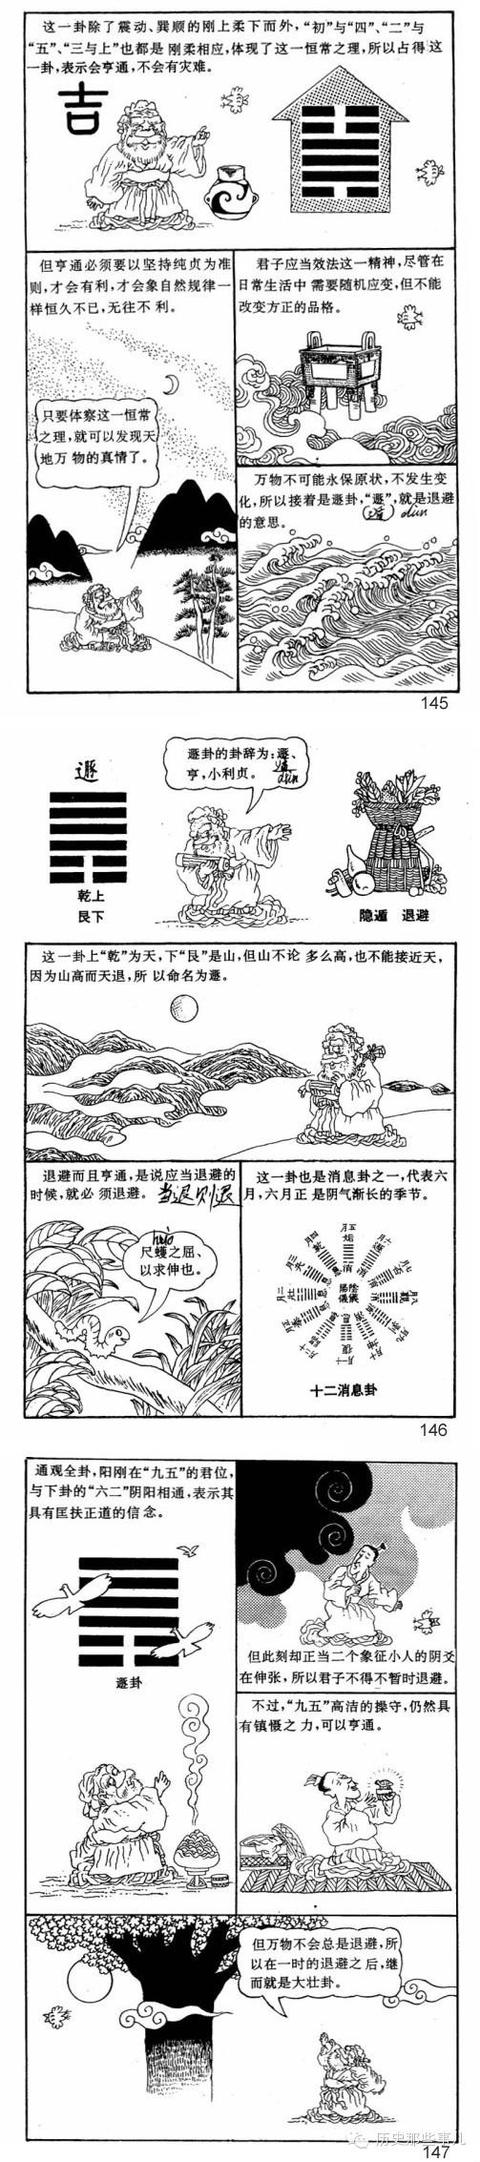 这一卦除了震动、巽顺的刚上柔下而外，“初”与“四”、“二”与
“五”、“三与上”也都是刚柔相应，体现了这一恒常之理，所以占得这
一卦，表示会亨通，不会有灾难。
吉
但亨通必须要以坚持纯贞为准
则，才会有利，才会象自然规律一
样恒久不已，无往不利。
只要体察这一恒常
之理，就可以发现天
地万物的真情了。
君子应当效法这一精神，尽管在
日常生活中需要随机应变，但不能
改变方正的品格。
万物不可能永保原状，不发生变
化，所以接着是遯卦，“遯”，就是退避
的意思。
(遁) dùn
145
遯
乾上
艮下
遯卦的卦辞为：遯、
亨，小利贞。
遁
dùn
隐遁 退避
这一卦上“乾”为天，下“艮”是山，但山不论多么高，也不能接近天，
因为山高而天退，所以命名为遯。
退避而且亨通，是说应当退避的
时候，就必须退避。
当退则退
huò
尺蠖之屈、
以求伸也。
这一卦也是消息卦之一，代表六
月，六月正是阴气渐长的季节。
陽陰
儀儀
十二消息卦
146
通观全卦，阳刚在“九五”的君位，
与下卦的“六二”阴阳相通，表示其
具有匡扶正道的信念。
遯卦
但此刻却正当二个象征小人的阴爻
在伸张，所以君子不得不暂时退避。
不过，“九五”高洁的操守，仍然具
有镇慑之力，可以亨通。
但万物不会总是退避，所
以在一时的退避之后，继
而就是大壮卦。
历史那些事儿
147